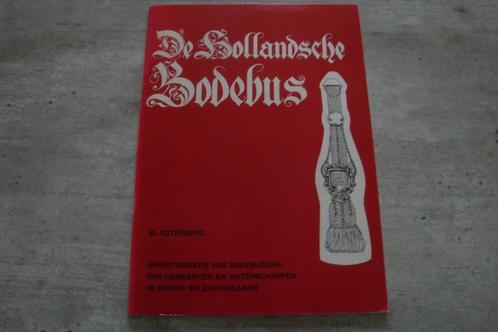 De Hollandsche
Bodebus
M. AGTERBERG
INVENTARISATIE VAN BODEBUSSEN
VAN GEMEENTEN EN WATERSCHAPPEN
IN NOORD- EN ZUID-HOLLAND